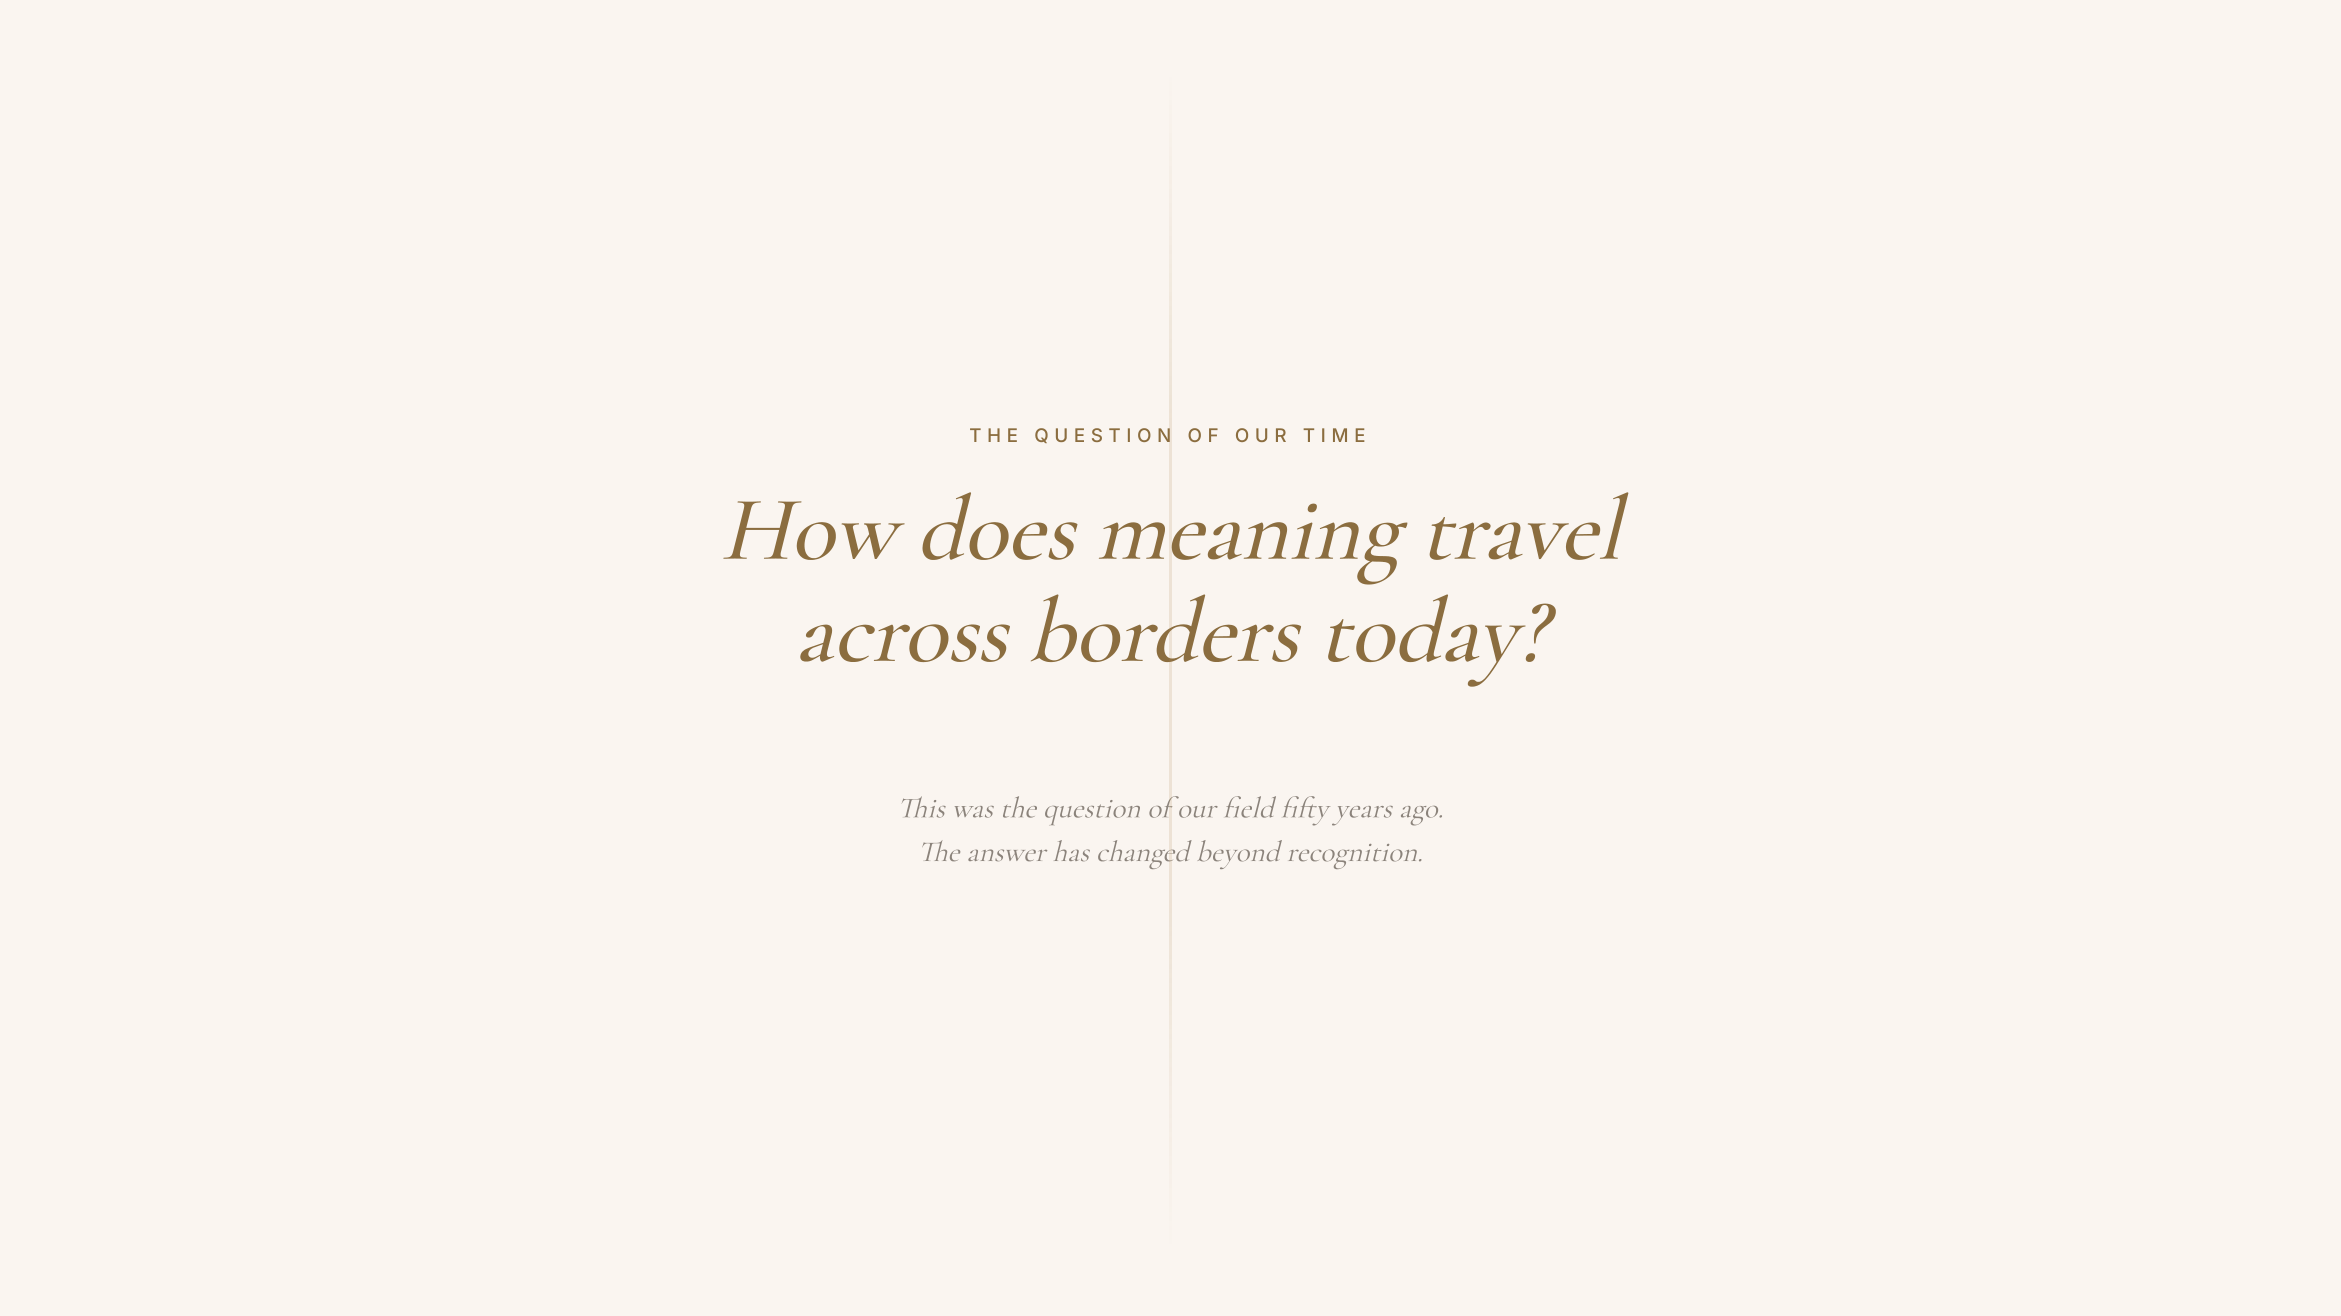 THE QUESTION OF OUR TIME
How does meaning travel
across borders today?
This was the question of our field fifty years ago.
The answer has changed beyond recognition.